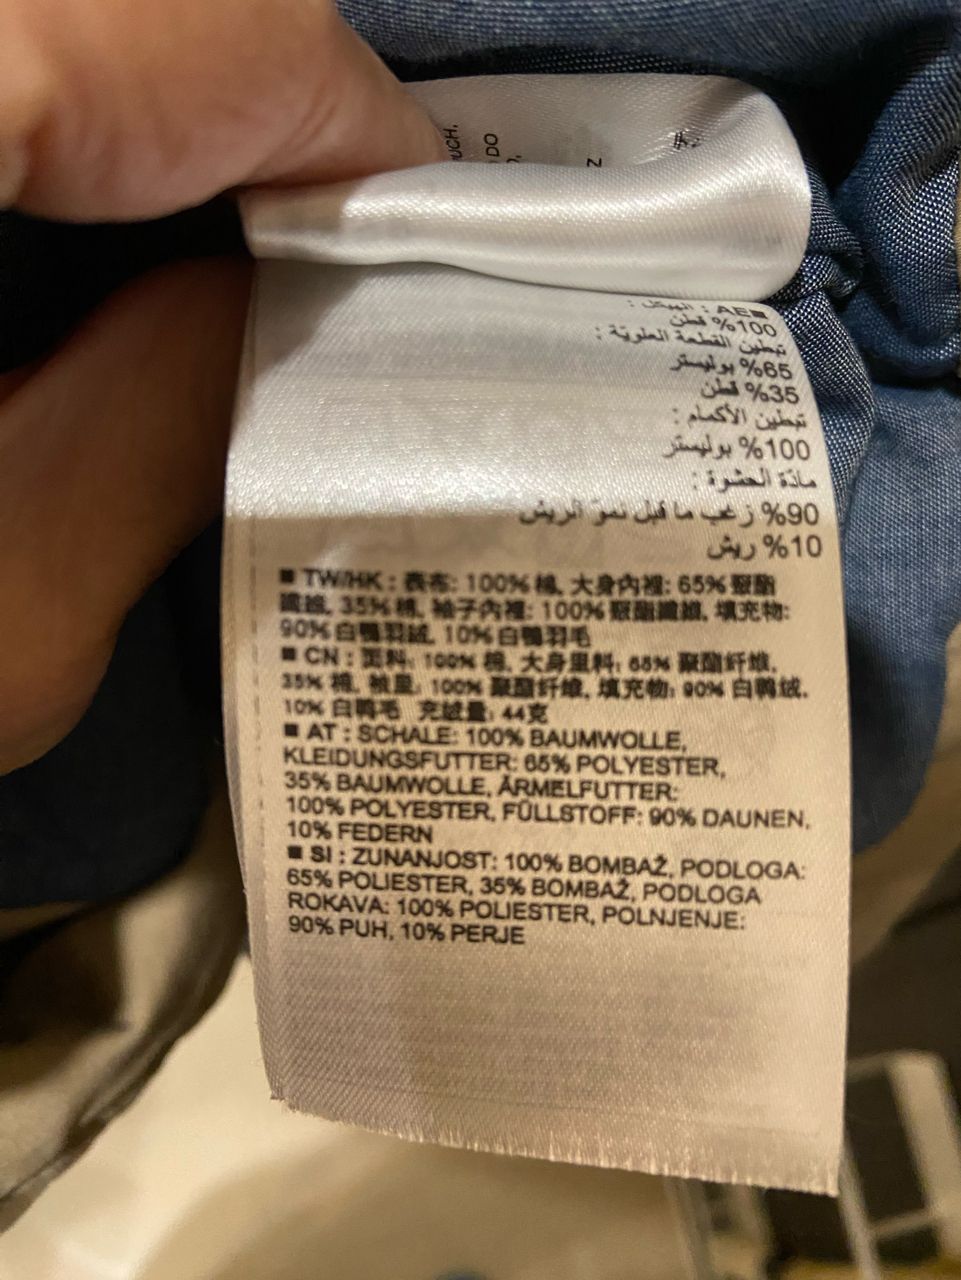 DO
Z
■AE : الهيكل :
%100 قطن
تبطين القطعة العلويّة :
%65 بوليستر
%35 قطن
تبطين الأكمام :
%100 بوليستر
مادّة الحشوة :
%90 زغب ما قبل نموّ الريش
%10 ريش
■ TW/HK : 表布: 100% 棉, 大身內裡: 65% 聚酯
纖維, 35% 棉, 袖子內裡: 100% 聚酯纖維, 填充物:
90% 白鴨羽絨, 10% 白鴨羽毛
■ CN : 面料: 100% 棉, 大身里料: 65% 聚酯纤维,
35% 棉, 袖里: 100% 聚酯纤维, 填充物: 90% 白鸭绒,
10% 白鸭毛 充绒量: 44克
■ AT : SCHALE: 100% BAUMWOLLE,
KLEIDUNGSFUTTER: 65% POLYESTER,
35% BAUMWOLLE, ÄRMELFUTTER:
100% POLYESTER, FÜLLSTOFF: 90% DAUNEN,
10% FEDERN
■ SI : ZUNANJOST: 100% BOMBAŽ, PODLOGA:
65% POLIESTER, 35% BOMBAŽ, PODLOGA
ROKAVA: 100% POLIESTER, POLNJENJE:
90% PUH, 10% PERJE